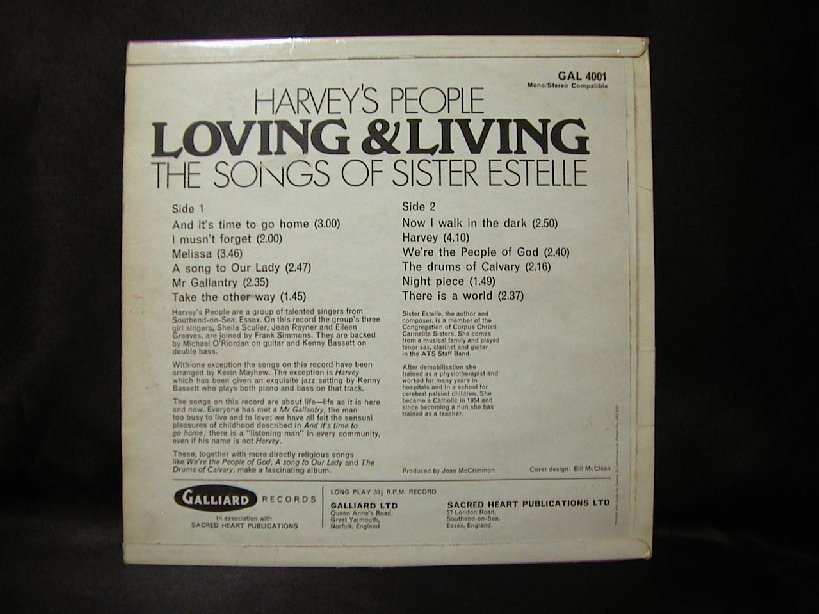 GAL 4001
Mono/Stereo Compatible
HARVEY'S PEOPLE
LOVING & LIVING
THE SONGS OF SISTER ESTELLE
Side 1
And it's time to go home (3.00)
I musn't forget (2.00)
Melissa (3.46)
A song to Our Lady (2.47)
Mr Gallantry (2.35)
Take the other way (1.45)
Harvey's People are a group of talented singers from
Southend-on-Sea, Essex. On this record the group's three
girl singers, Sheila Sculler, Joan Rayner and Eileen
Greaves, are joined by Frank Simmons. They are backed
by Michael O'Riordan on guitar and Kenny Bassett on
double bass.
With one exception the songs on this record have been
arranged by Kevin Mayhew. The exception is Harvey
which has been given an exquisite jazz setting by Kenny
Bassett who plays both piano and bass on that track.
The songs on this record are about life—life as it is here
and now. Everyone has met a Mr Gallantry, the man
too busy to live and to love; we have all felt the sensual
pleasures of childhood described in And it's time to
go home; there is a "listening man" in every community,
even if his name is not Harvey.
These, together with more directly religious songs
like We're the People of God, A song to Our Lady and The
Drums of Calvary, make a fascinating album.
Side 2
Now I walk in the dark (2.50)
Harvey (4.10)
We're the People of God (2.40)
The drums of Calvary (2.16)
Night piece (1.49)
There is a world (2.37)
Sister Estelle, the author and
composer, is a member of the
Congregation of Corpus Christi
Carmelite Sisters. She comes
from a musical family and played
tenor sax, clarinet and guitar
in the ATS Staff Band.
After demobilisation she
trained as a physiotherapist and
worked for many years in
hospitals and in a school for
cerebral palsied children. She
became a Catholic in 1954 and
since becoming a nun she has
trained as a teacher.
Produced by Jean McCrimmon
Cover design: Bill
GALLIARD RECORDS
in association with
SACRED HEART PUBLICATIONS
LONG PLAY 33⅓ R.P.M. RECORD
GALLIARD LTD
Queen Anne's Road,
Great Yarmouth,
Norfolk, England
SACRED HEART PUBLICATIONS LTD
57 London Road,
Southend-on-Sea,
Essex, England